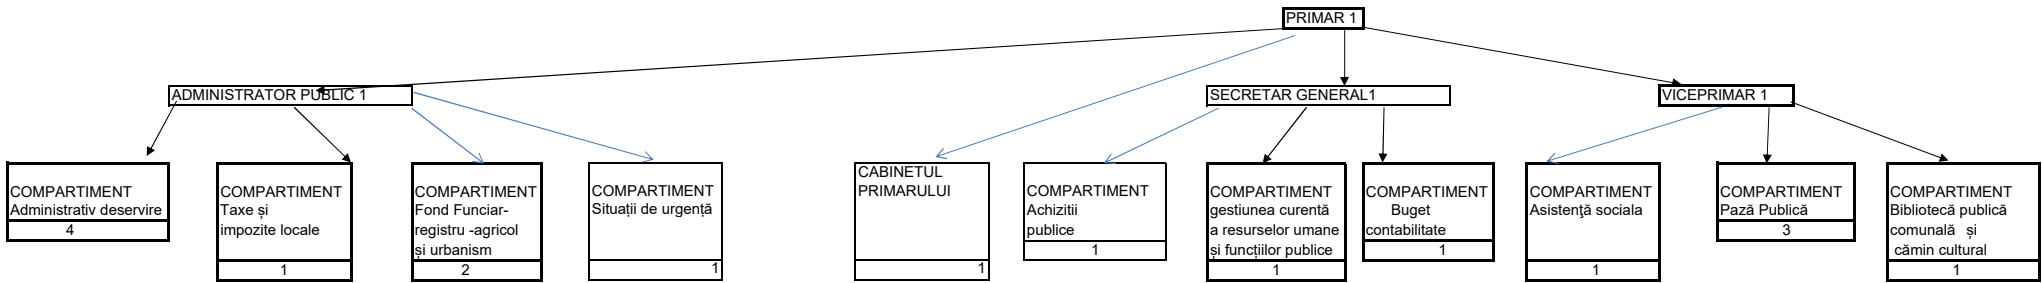 PRIMAR 1
ADMINISTRATOR PUBLIC 1
SECRETAR GENERAL1
VICEPRIMAR 1
COMPARTIMENT
Administrativ deservire
4
COMPARTIMENT
Taxe și
impozite locale
1
COMPARTIMENT
Fond Funciar-
registru -agricol
și urbanism
2
COMPARTIMENT
Situații de urgență
1
CABINETUL
PRIMARULUI
1
COMPARTIMENT
Achizitii
publice
1
COMPARTIMENT
gestiunea curentă
a resurselor umane
și funcțiilor publice
1
COMPARTIMENT
Buget
contabilitate
1
COMPARTIMENT
Asistenţă sociala
1
COMPARTIMENT
Pază Publică
3
COMPARTIMENT
Bibliotecă publică
comunală și
cămin cultural
1